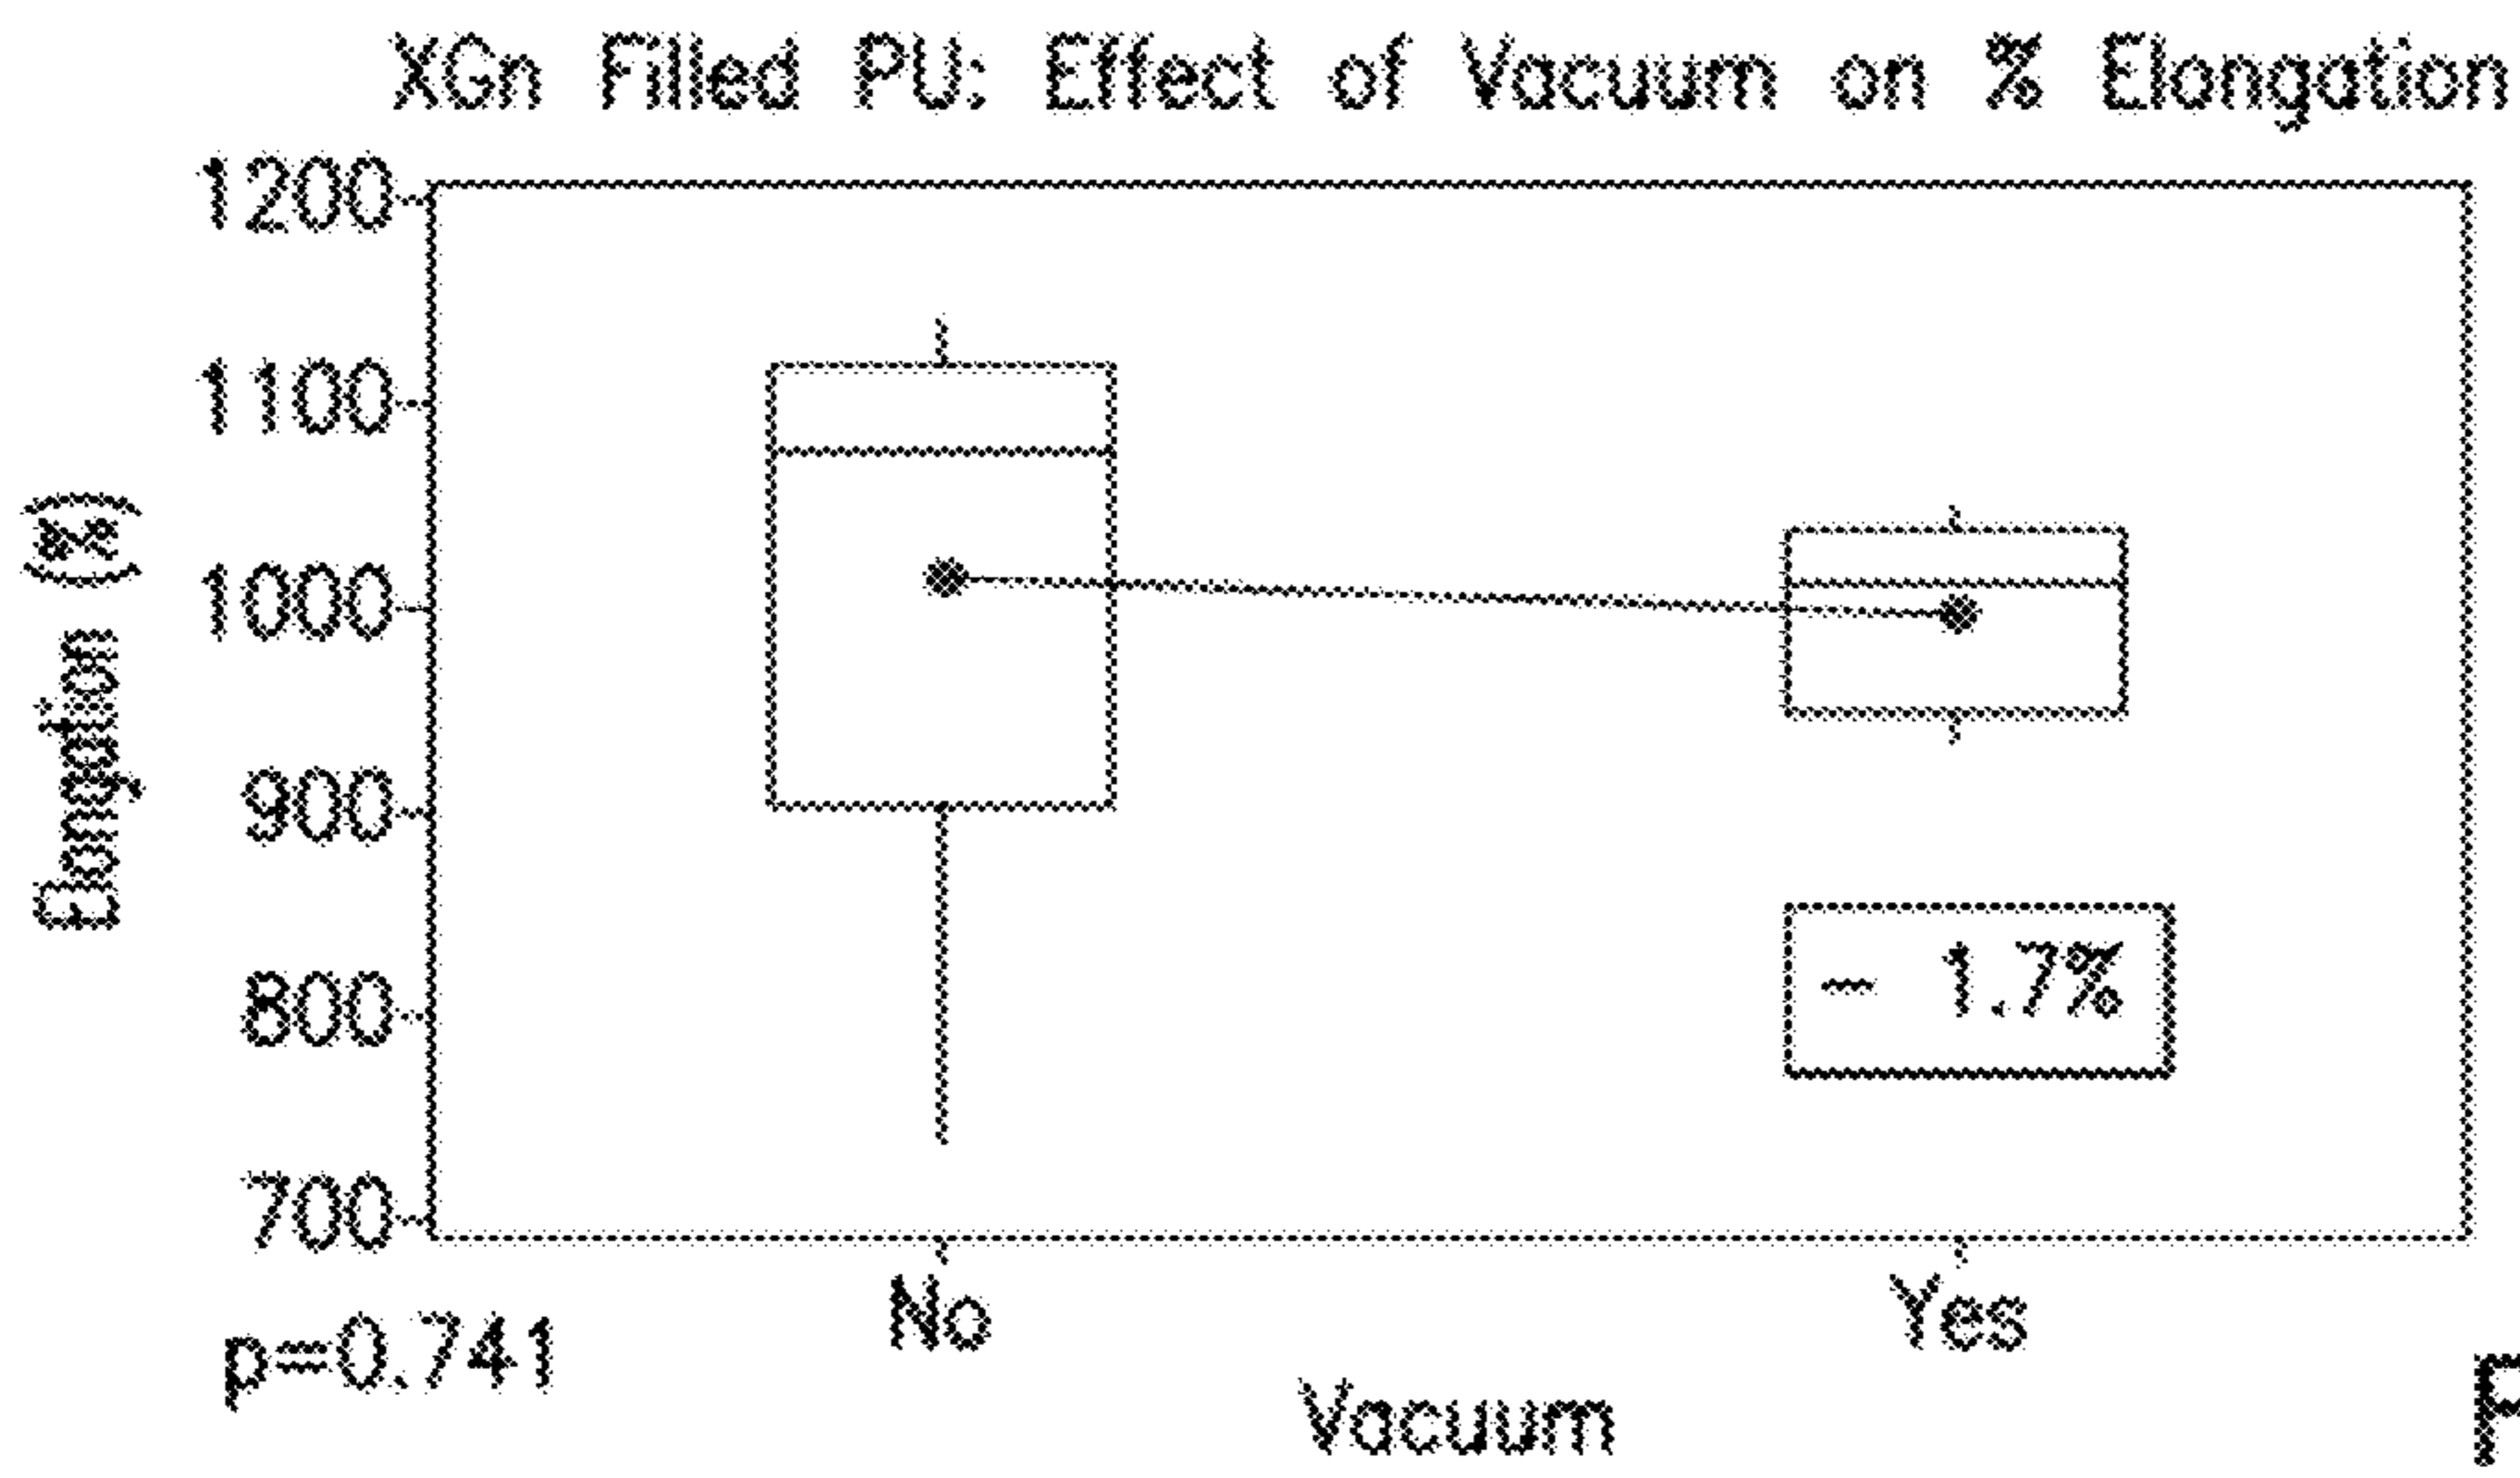 XGn Filled PU; Effect of Vacuum on % Elongation
1200
1100
1000
900
800
700
Elongation (%)
- 1.7%
No
Yes
p=0.741
Vacuum